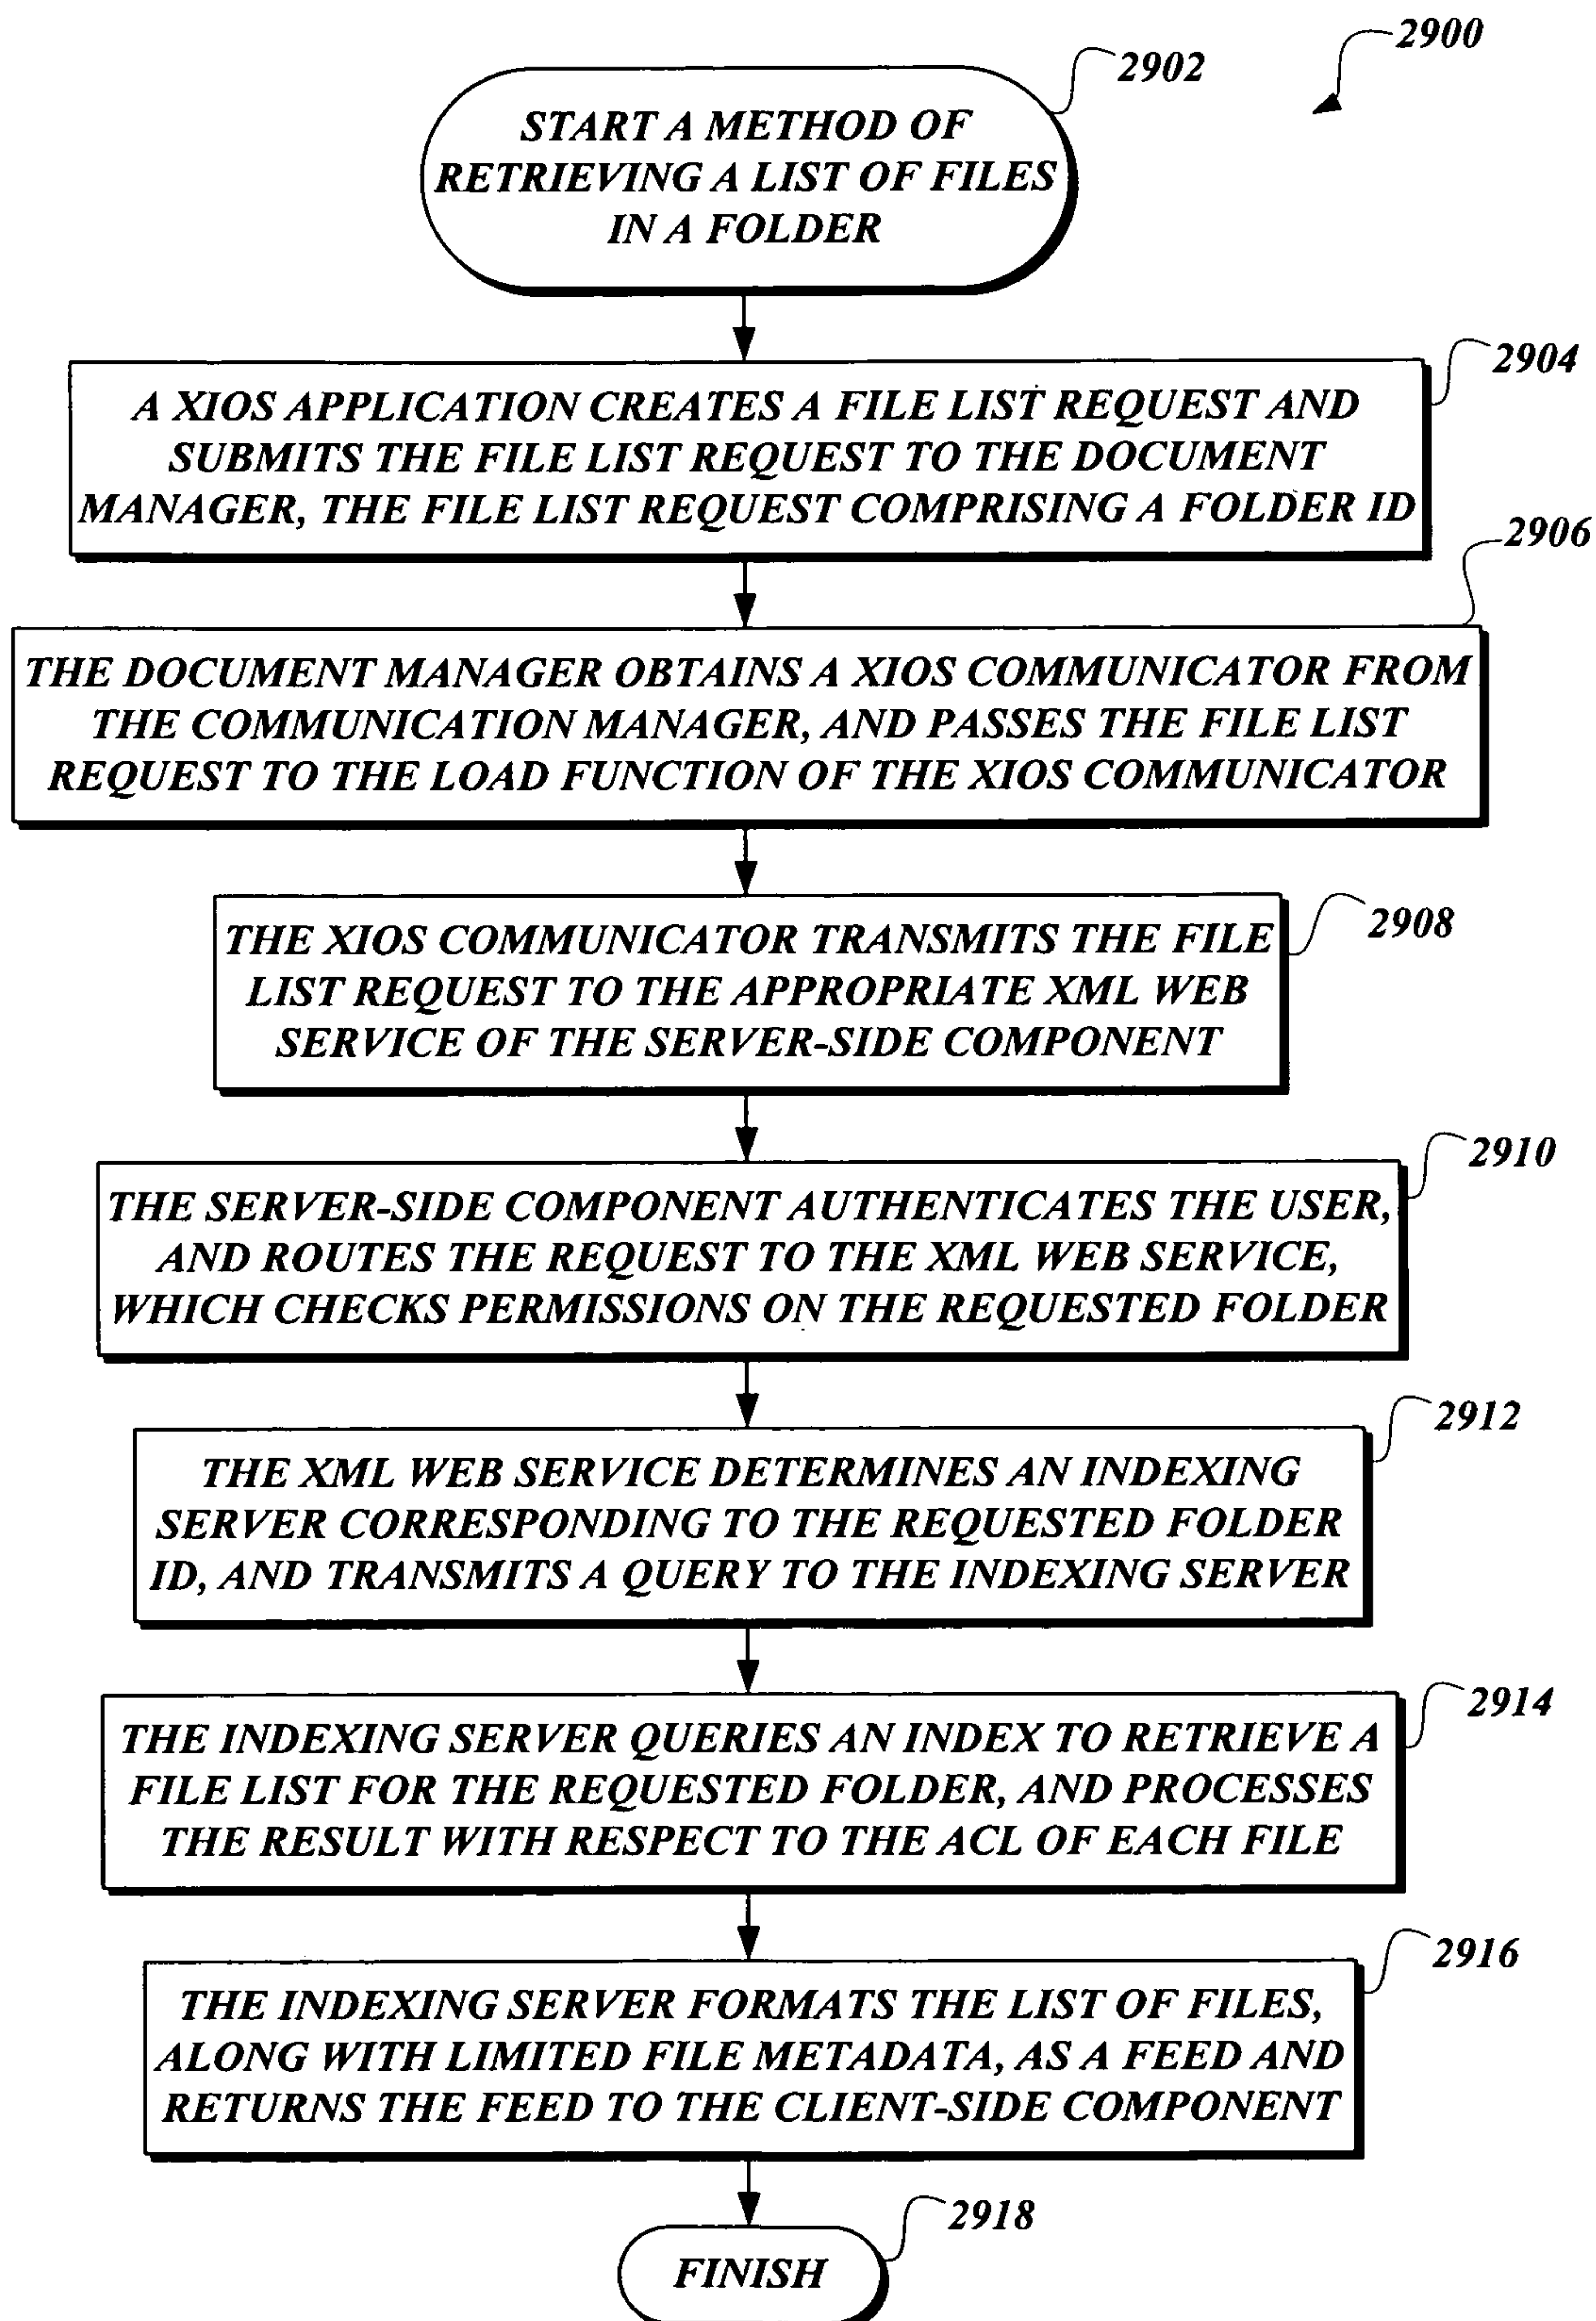 2900
2902
START A METHOD OF
RETRIEVING A LIST OF FILES
IN A FOLDER
2904
A XIOS APPLICATION CREATES A FILE LIST REQUEST AND
SUBMITS THE FILE LIST REQUEST TO THE DOCUMENT
MANAGER, THE FILE LIST REQUEST COMPRISING A FOLDER ID
2906
THE DOCUMENT MANAGER OBTAINS A XIOS COMMUNICATOR FROM
THE COMMUNICATION MANAGER, AND PASSES THE FILE LIST
REQUEST TO THE LOAD FUNCTION OF THE XIOS COMMUNICATOR
2908
THE XIOS COMMUNICATOR TRANSMITS THE FILE
LIST REQUEST TO THE APPROPRIATE XML WEB
SERVICE OF THE SERVER-SIDE COMPONENT
2910
THE SERVER-SIDE COMPONENT AUTHENTICATES THE USER,
AND ROUTES THE REQUEST TO THE XML WEB SERVICE,
WHICH CHECKS PERMISSIONS ON THE REQUESTED FOLDER
2912
THE XML WEB SERVICE DETERMINES AN INDEXING
SERVER CORRESPONDING TO THE REQUESTED FOLDER
ID, AND TRANSMITS A QUERY TO THE INDEXING SERVER
2914
THE INDEXING SERVER QUERIES AN INDEX TO RETRIEVE A
FILE LIST FOR THE REQUESTED FOLDER, AND PROCESSES
THE RESULT WITH RESPECT TO THE ACL OF EACH FILE
2916
THE INDEXING SERVER FORMATS THE LIST OF FILES,
ALONG WITH LIMITED FILE METADATA, AS A FEED AND
RETURNS THE FEED TO THE CLIENT-SIDE COMPONENT
2918
FINISH